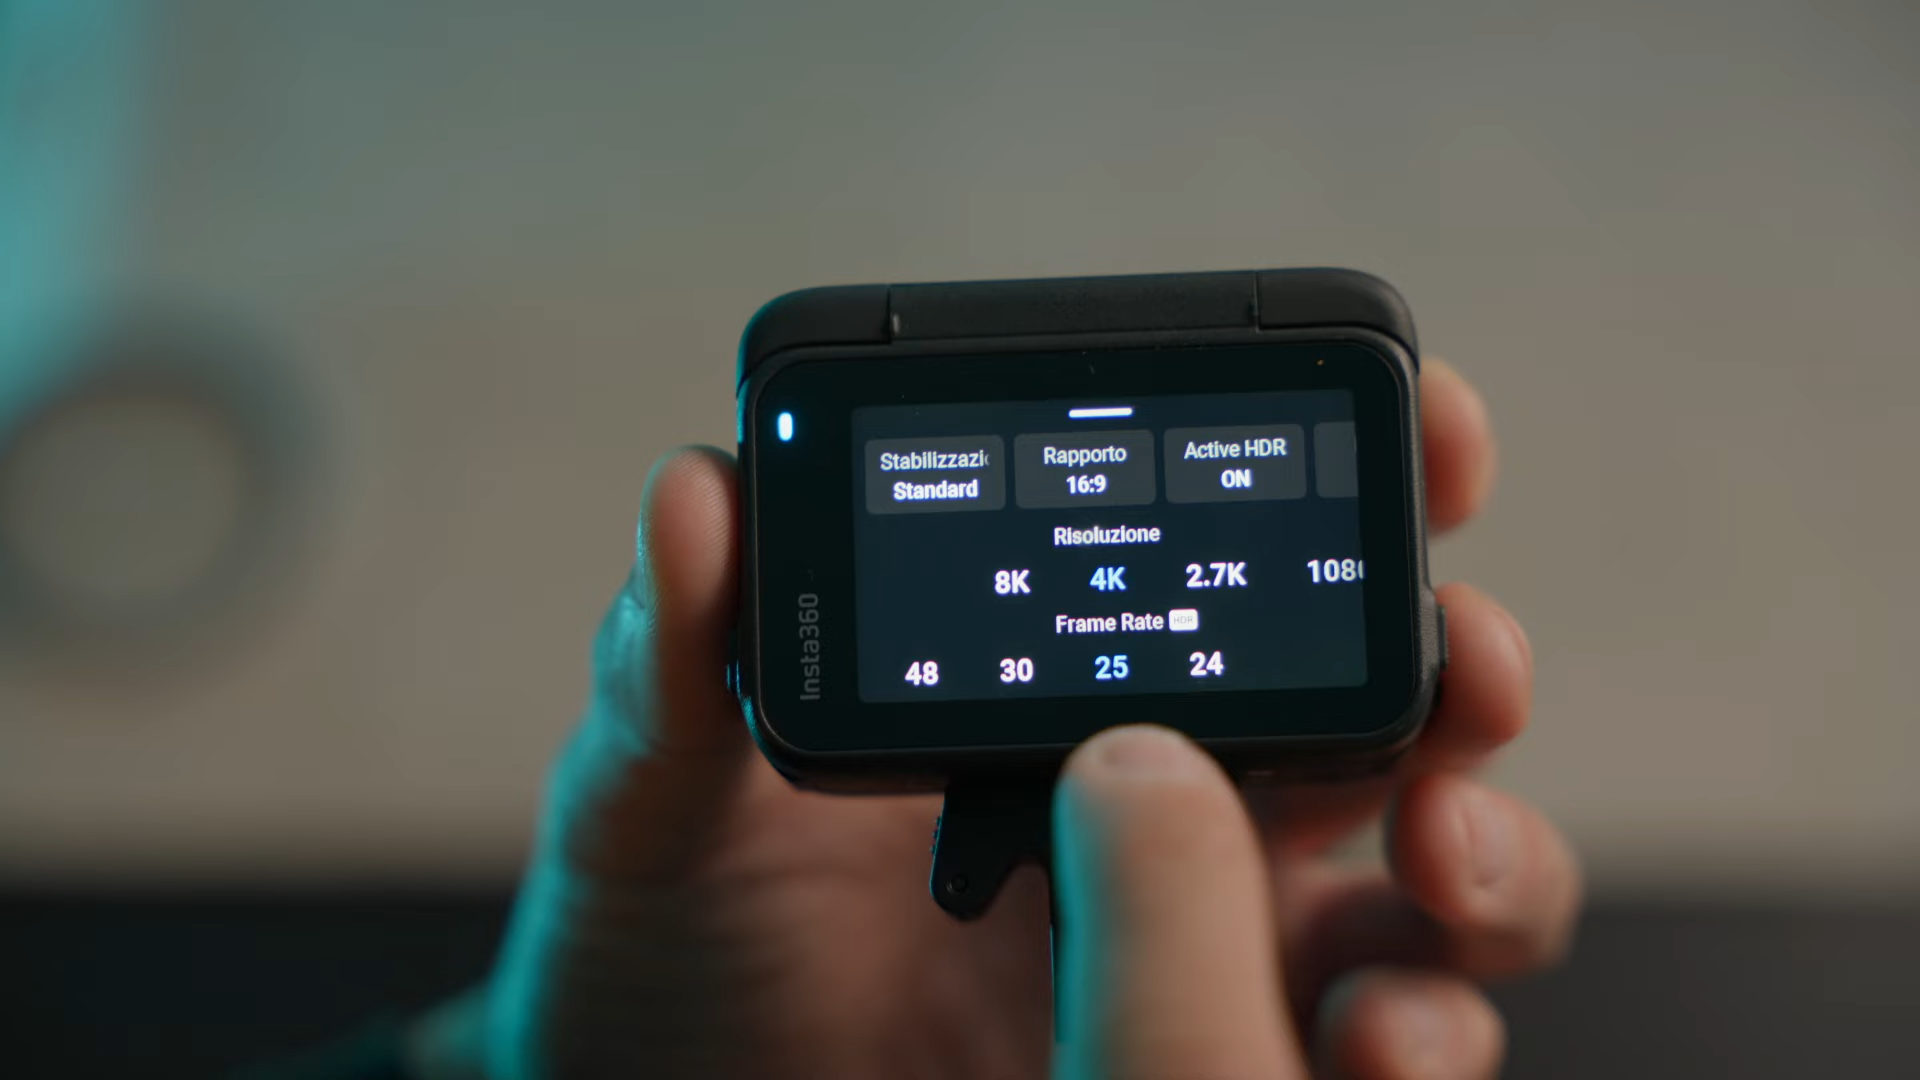 Stabilizzazi
Standard
Rapporto
16:9
Active HDR
ON
Risoluzione
8K 4K 2.7K 1080
Frame Rate HDR
48 30 25 24
Insta360